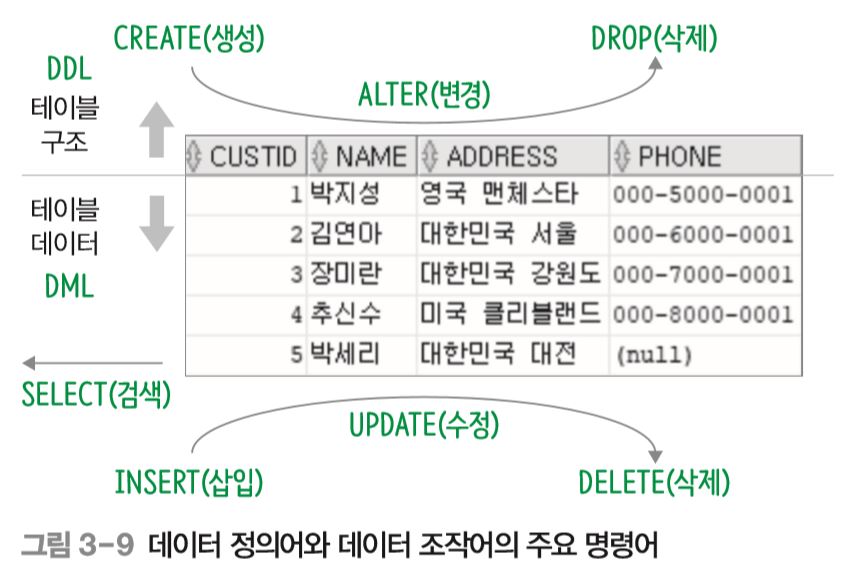 CREATE(생성)
DROP(삭제)
DDL
ALTER(변경)
테이블
구조
CUSTID NAME ADDRESS PHONE
1 박지성 영국 맨체스타 000-5000-0001
테이블
데이터
2 김연아 대한민국 서울 000-6000-0001
3 장미란 대한민국 강원도 000-7000-0001
DML
4 추신수 미국 클리블랜드 000-8000-0001
5 박세리 대한민국 대전 (null)
SELECT(검색)
UPDATE(수정)
INSERT(삽입)
DELETE(삭제)
그림 3-9 데이터 정의어와 데이터 조작어의 주요 명령어